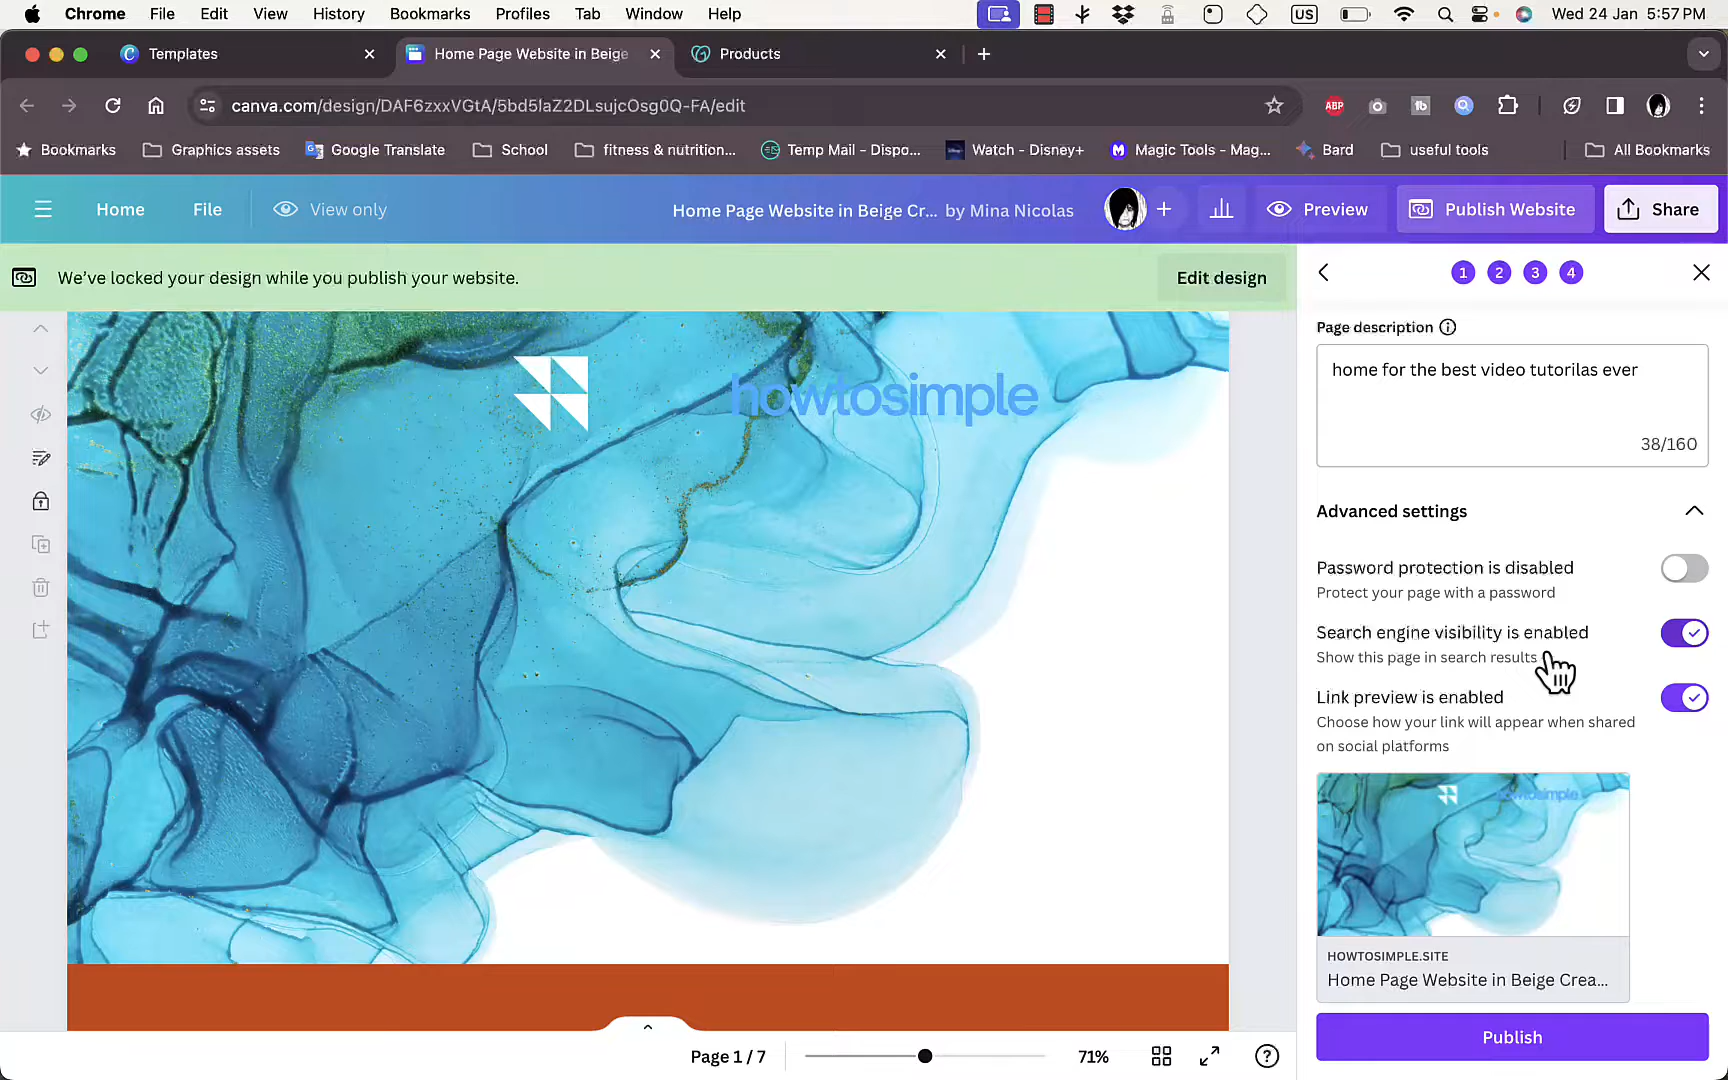 Chrome File Edit View History Bookmarks Profiles Tab Window Help US Wed 24 Jan 5:57 PM
Templates Home Page Website in Beige Products
canva.com/design/DAF6zxxVGtA/5bd5laZ2DLsujcOsg0Q-FA/edit ABP fb
Bookmarks Graphics assets Google Translate School fitness & nutrition... Temp Mail - Dispo... Watch - Disney+ Magic Tools - Mag... Bard useful tools All Bookmarks
Home File View only Home Page Website in Beige Cr... by Mina Nicolas Preview Publish Website Share
We've locked your design while you publish your website. Edit design
1 2 3 4
howtosimple
Page description
home for the best video tutorilas ever
38/160
Advanced settings
Password protection is disabled
Protect your page with a password
Search engine visibility is enabled
Show this page in search results
Link preview is enabled
Choose how your link will appear when shared
on social platforms
howtosimple
HOWTOSIMPLE.SITE
Home Page Website in Beige Crea...
Publish
Page 1 / 7 71%